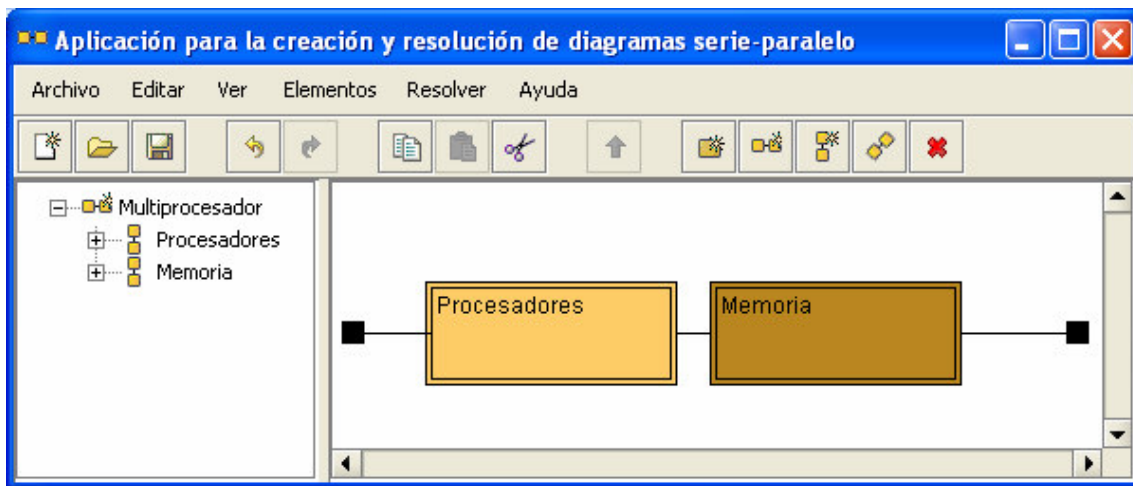 Aplicación para la creación y resolución de diagramas serie-paralelo
Archivo Editar Ver Elementos Resolver Ayuda
Multiprocesador
Procesadores
Memoria
Procesadores
Memoria